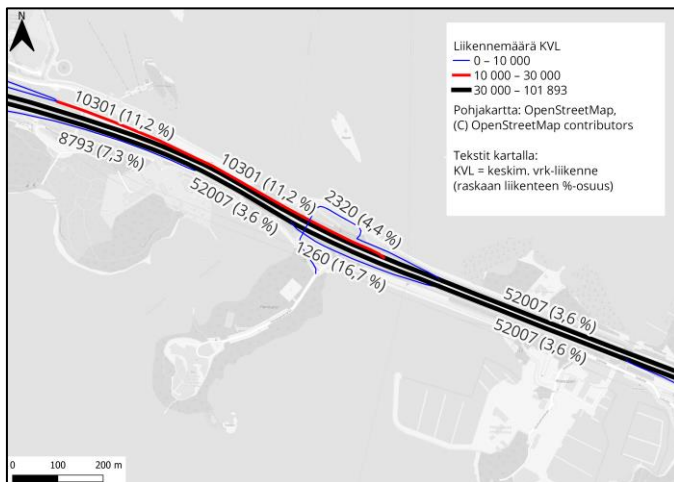 N
Liikennemäärä KVL
0 – 10 000
10 000 – 30 000
30 000 – 101 893
Pohjakartta: OpenStreetMap,
(C) OpenStreetMap contributors
Tekstit kartalla:
KVL = keskim. vrk-liikenne
(raskaan liikenteen %-osuus)
10301 (11,2 %)
8793 (7,3 %)
10301 (11,2 %)
52007 (3,6 %)
2320 (4,4 %)
1260 (16,7 %)
52007 (3,6 %)
52007 (3,6 %)
0 100 200 m